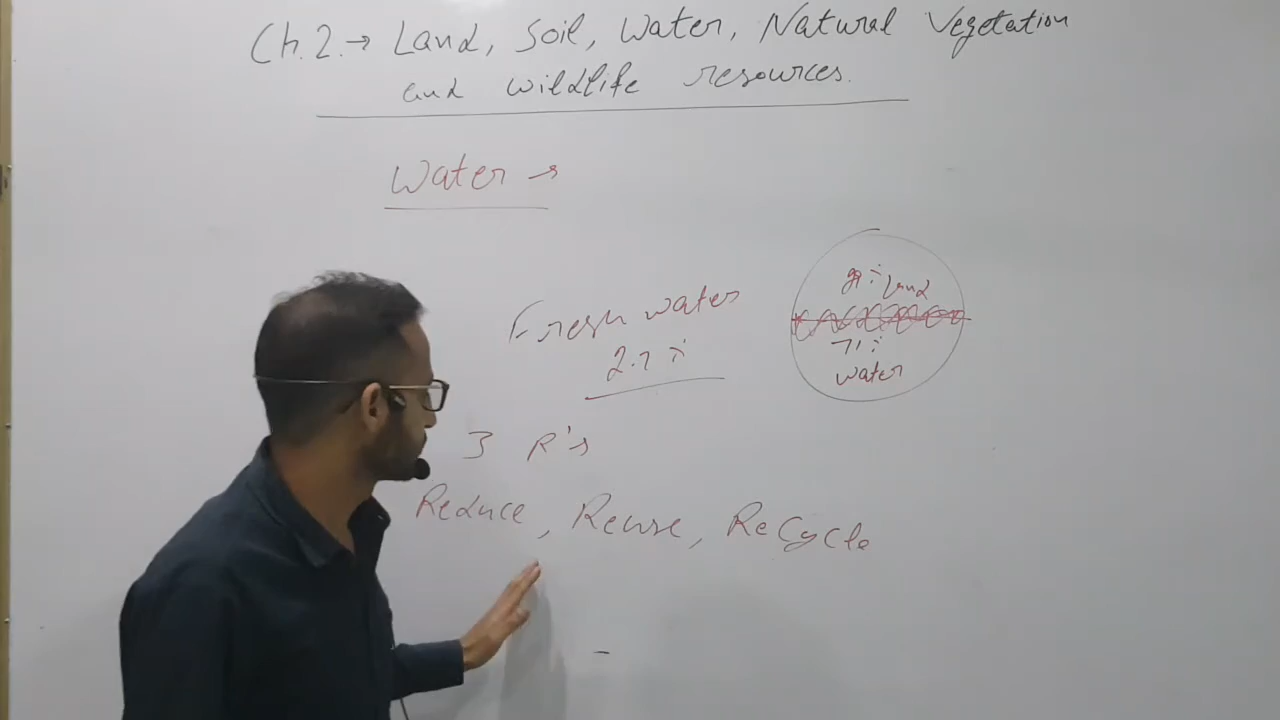 Ch.2.→ Land, Soil, Water, Natural Vegetation
and wildlife resources.
Water →
Fresh water
2.7 %
Land
71 %
water
3 R's
Reduce, Reuse, ReCycle